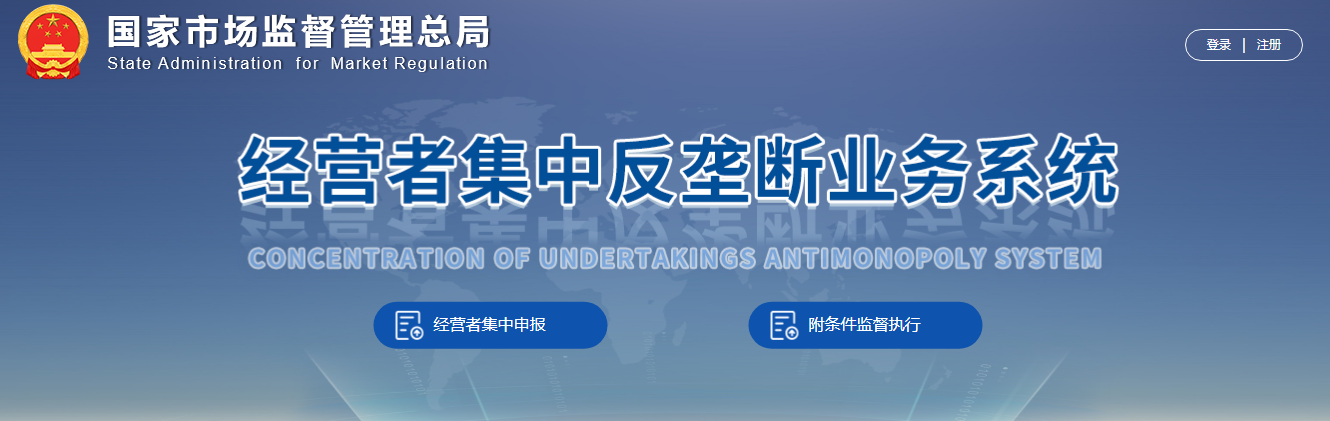 国家市场监督管理总局
State Administration for Market Regulation
登录 | 注册
经营者集中反垄断业务系统
CONCENTRATION OF UNDERTAKINGS ANTIMONOPOLY SYSTEM
经营者集中申报
附条件监督执行